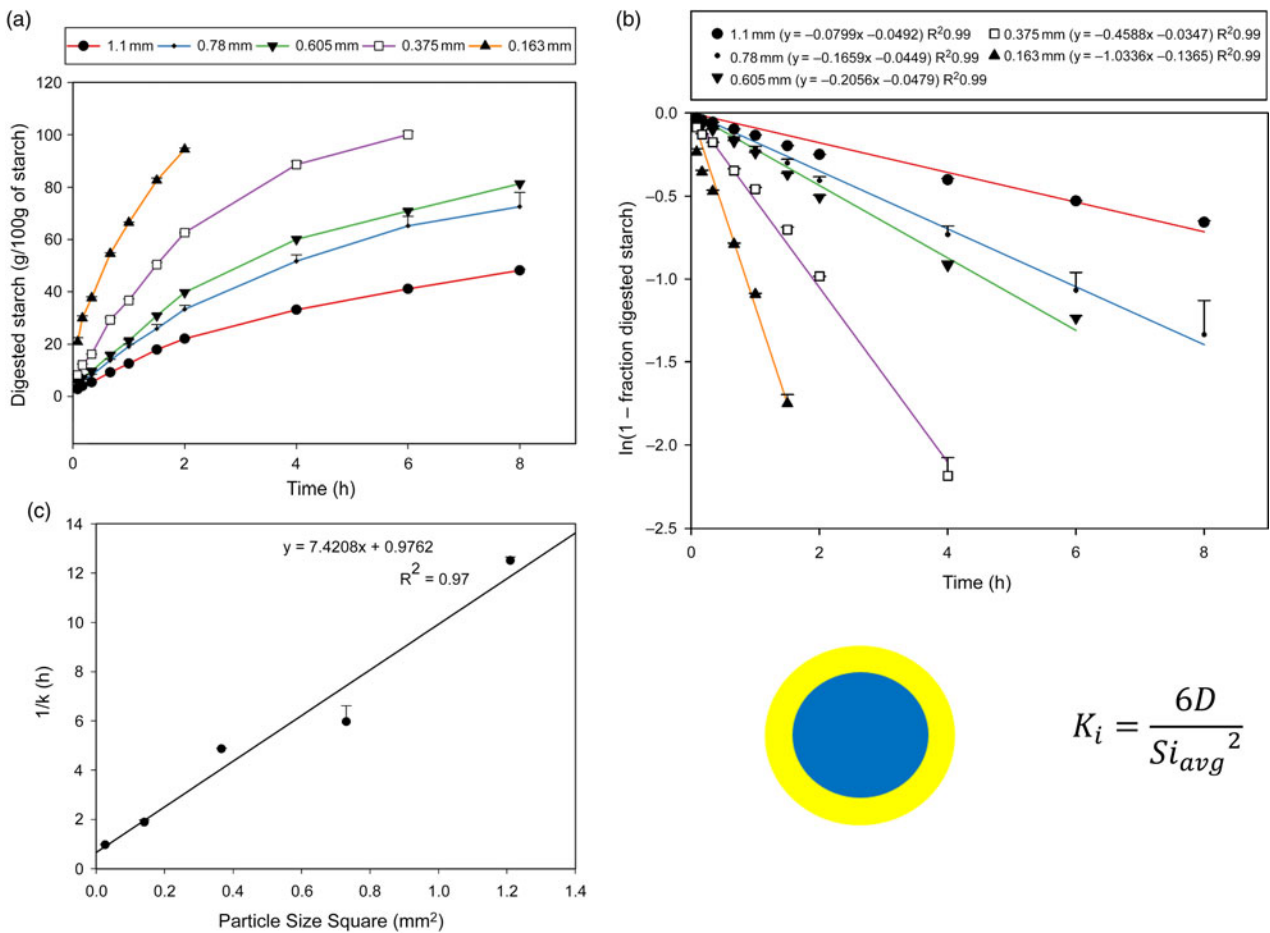 (a)
1.1 mm 0.78 mm 0.605 mm 0.375 mm 0.163 mm
Digested starch (g/100g of starch)
120
100
80
60
40
20
0
0 2 4 6 8
Time (h)
(b)
1.1 mm (y = –0.0799x –0.0492) R²0.99 0.375 mm (y = –0.4588x –0.0347) R²0.99
0.78 mm (y = –0.1659x –0.0449) R²0.99 0.163 mm (y = –1.0336x –0.1365) R²0.99
0.605 mm (y = –0.2056x –0.0479) R²0.99
ln(1 – fraction digested starch)
0.0
–0.5
–1.0
–1.5
–2.0
–2.5
0 2 4 6 8
Time (h)
(c)
y = 7.4208x + 0.9762
R² = 0.97
1/k (h)
14
12
10
8
6
4
2
0
0.0 0.2 0.4 0.6 0.8 1.0 1.2 1.4
Particle Size Square (mm²)
K_i = 6D / Si_avg²